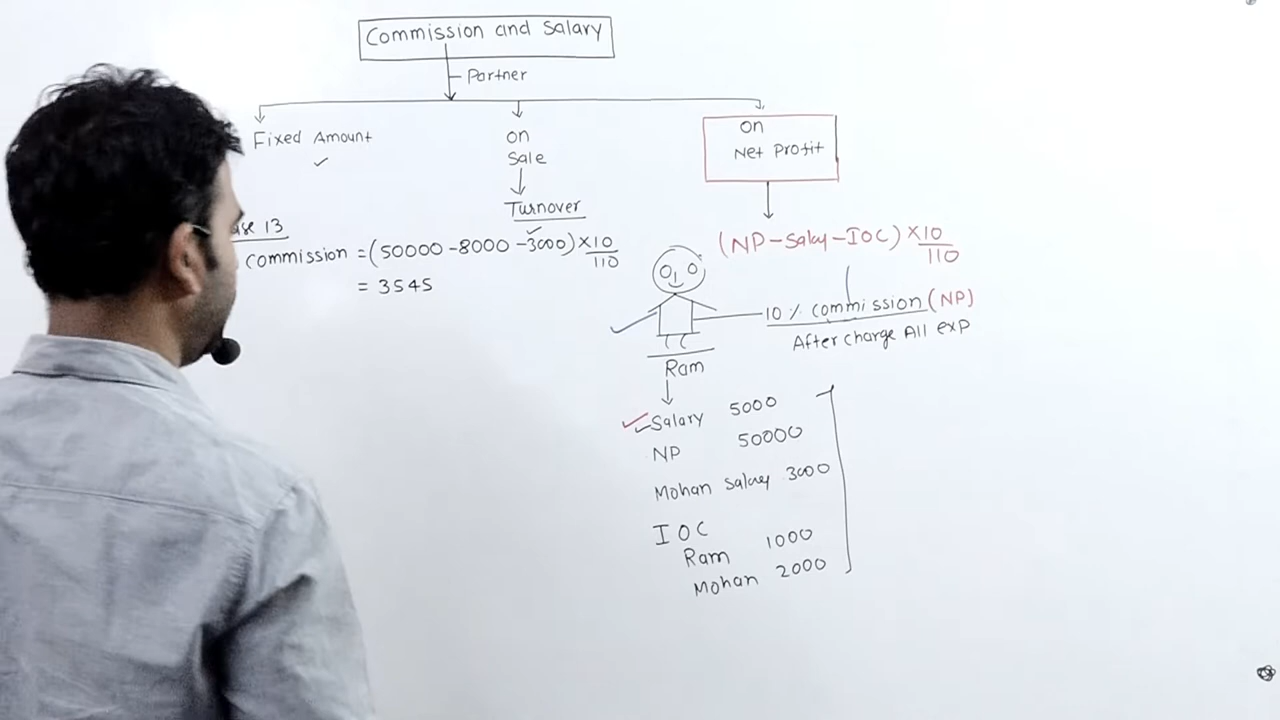 Commission and Salary
Partner
Fixed Amount
on
Sale
Turnover
on
Net Profit
13
commission = (50000 - 8000 - 3000) × 10/110
= 3545
(NP - Salay - IOC) × 10/110
10 % commission (NP)
After charge All exp
Ram
Salary 5000
NP 50000
Mohan Salary 3000
IOC
Ram 1000
Mohan 2000